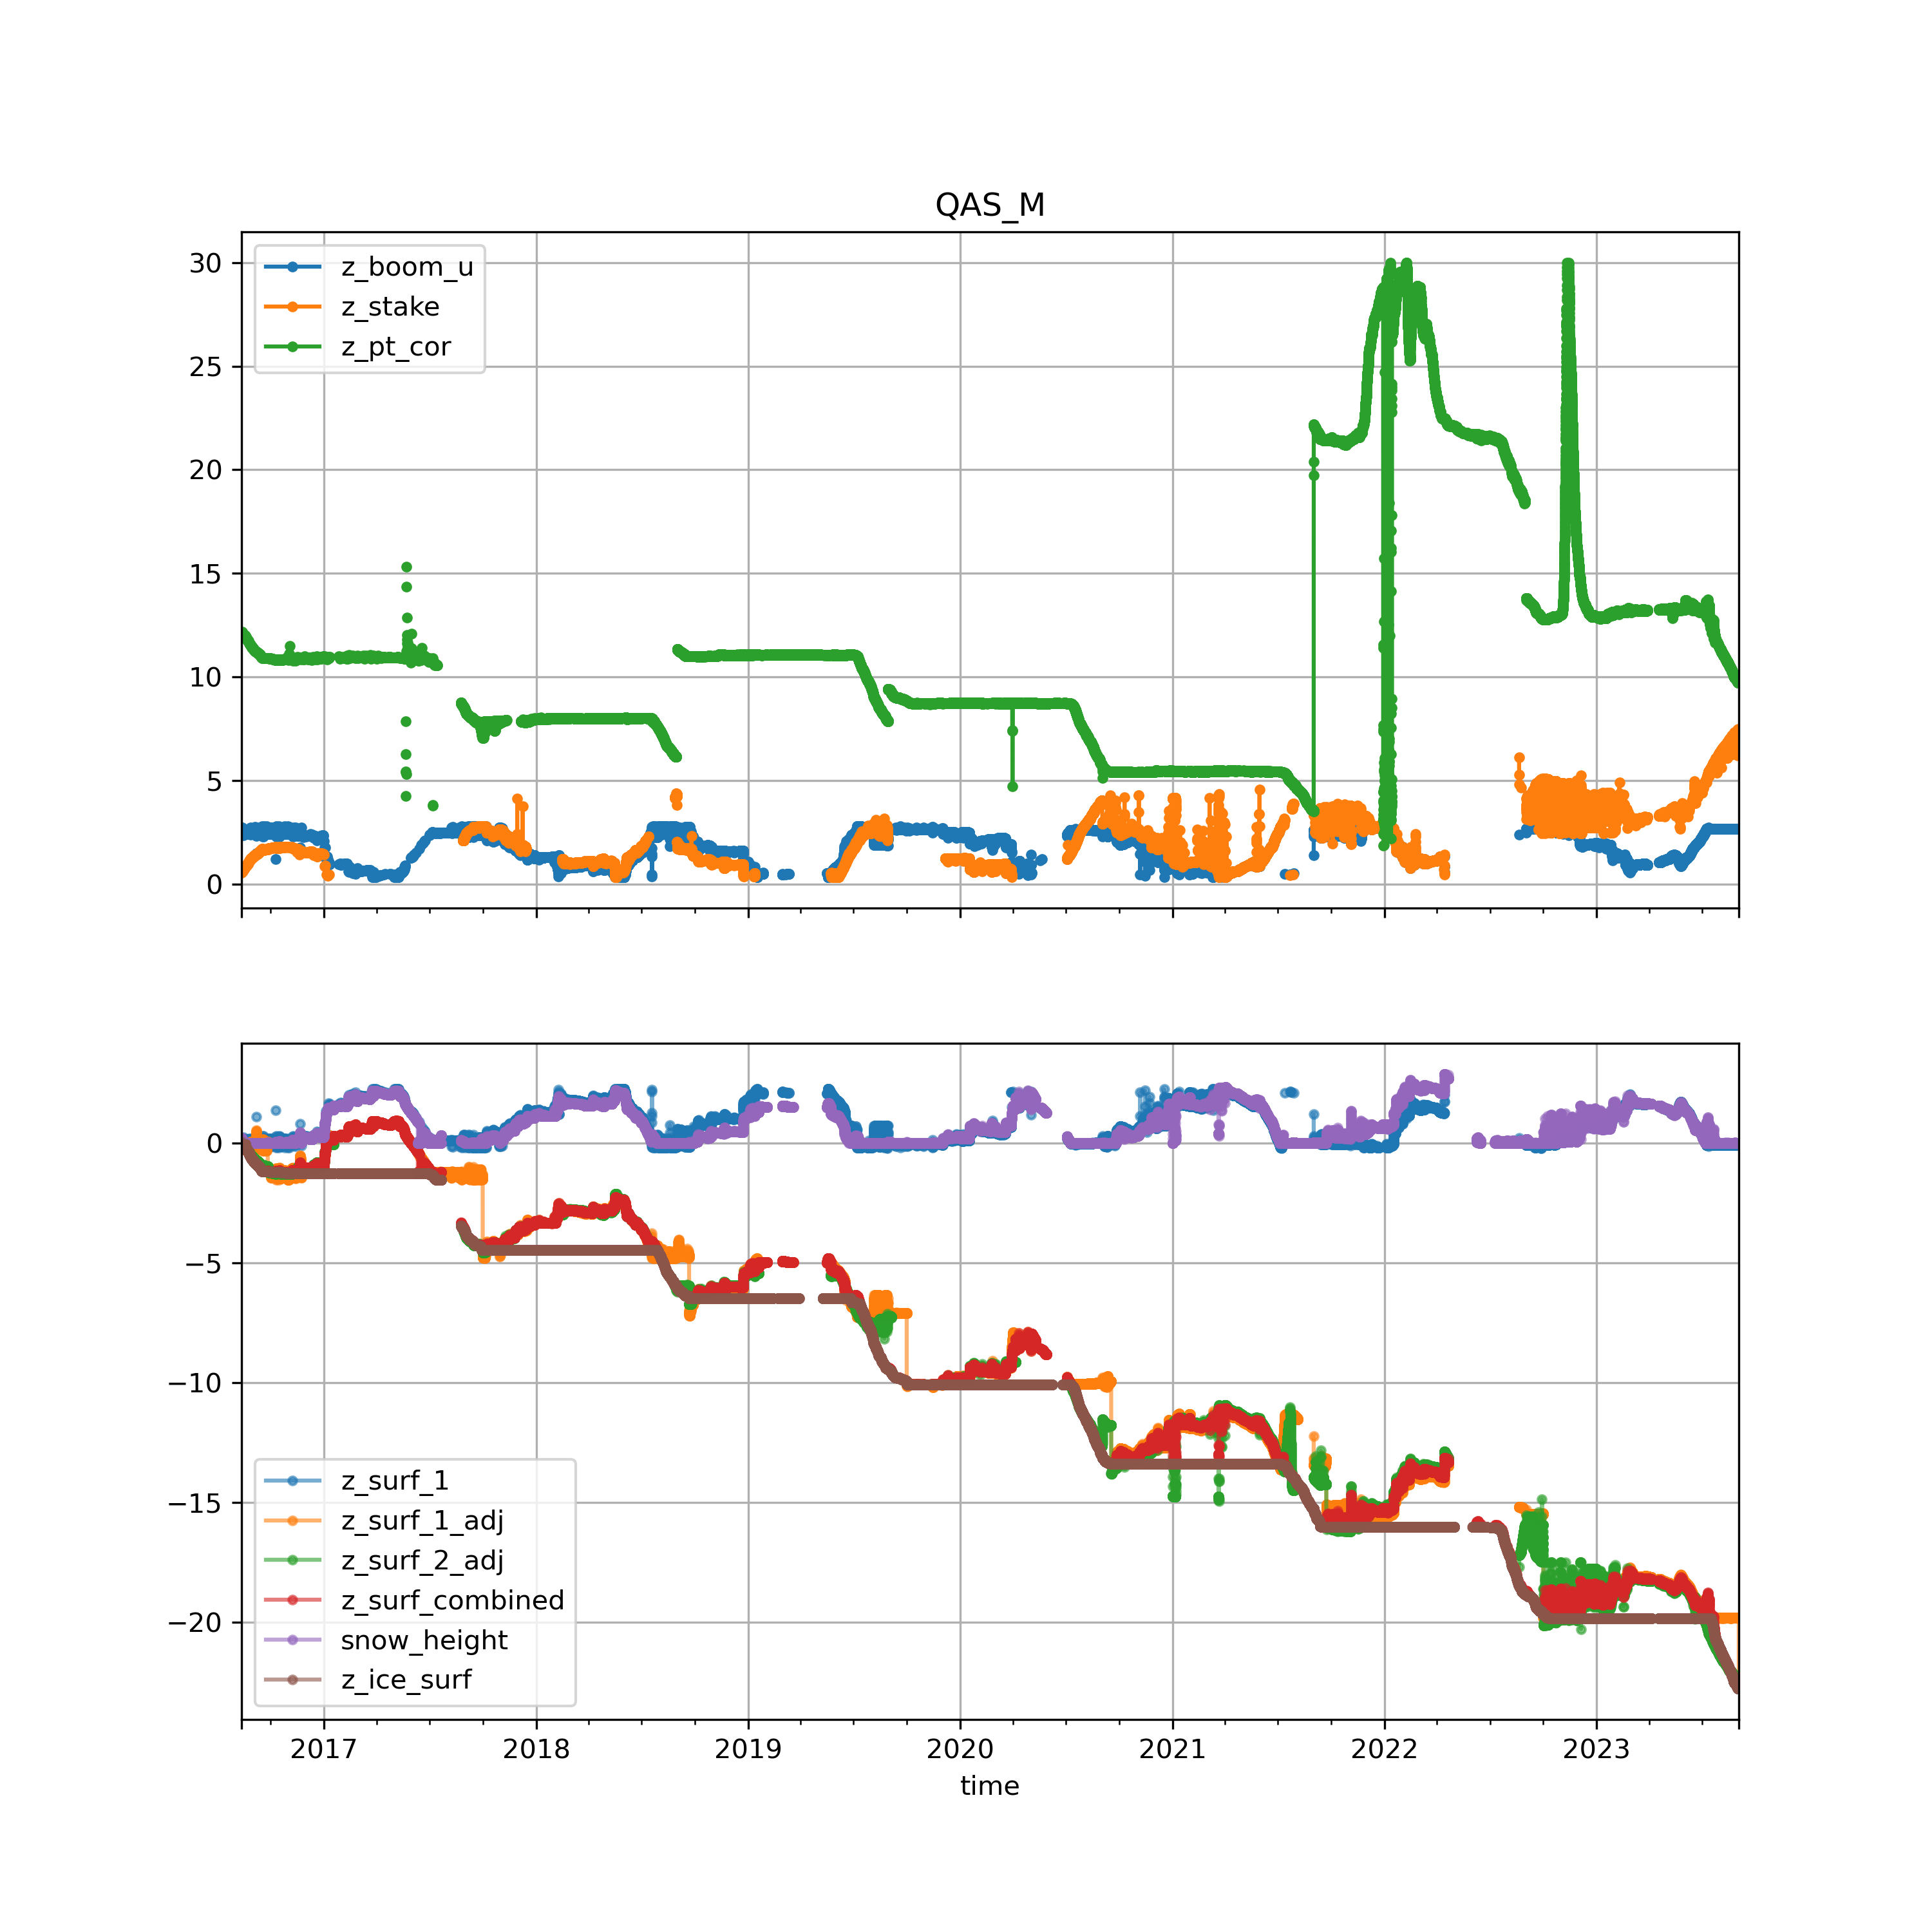 QAS_M
30
25
20
15
10
5
0
z_boom_u
z_stake
z_pt_cor
0
−5
−10
−15
−20
z_surf_1
z_surf_1_adj
z_surf_2_adj
z_surf_combined
snow_height
z_ice_surf
2017 2018 2019 2020 2021 2022 2023
time